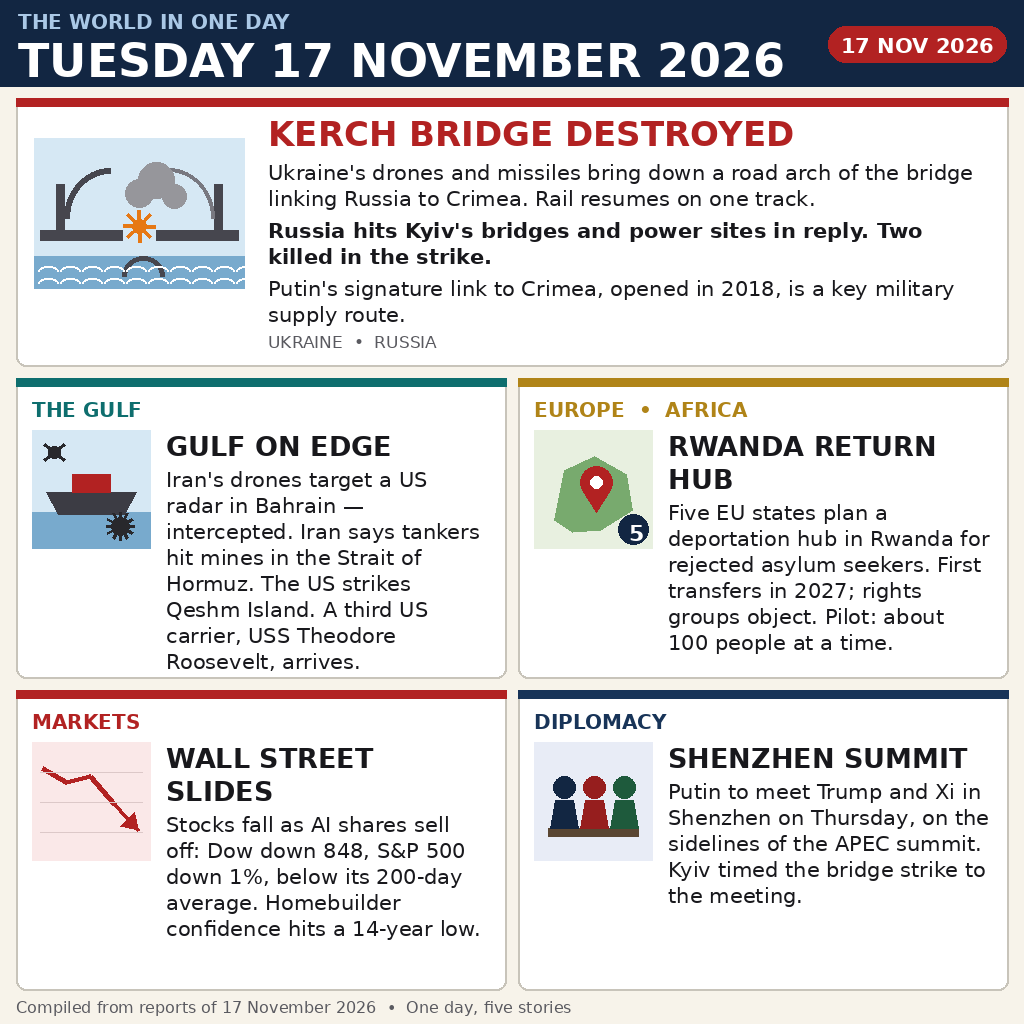 THE WORLD IN ONE DAY
TUESDAY 17 NOVEMBER 2026
17 NOV 2026
KERCH BRIDGE DESTROYED
Ukraine's drones and missiles bring down a road arch of the bridge
linking Russia to Crimea. Rail resumes on one track.
Russia hits Kyiv's bridges and power sites in reply. Two
killed in the strike.
Putin's signature link to Crimea, opened in 2018, is a key military
supply route.
UKRAINE • RUSSIA
THE GULF
GULF ON EDGE
Iran's drones target a US
radar in Bahrain —
intercepted. Iran says tankers
hit mines in the Strait of
Hormuz. The US strikes
Qeshm Island. A third US
carrier, USS Theodore
Roosevelt, arrives.
EUROPE • AFRICA
5
RWANDA RETURN
HUB
Five EU states plan a
deportation hub in Rwanda for
rejected asylum seekers. First
transfers in 2027; rights
groups object. Pilot: about
100 people at a time.
MARKETS
WALL STREET
SLIDES
Stocks fall as AI shares sell
off: Dow down 848, S&P 500
down 1%, below its 200-day
average. Homebuilder
confidence hits a 14-year low.
DIPLOMACY
SHENZHEN SUMMIT
Putin to meet Trump and Xi in
Shenzhen on Thursday, on the
sidelines of the APEC summit.
Kyiv timed the bridge strike to
the meeting.
Compiled from reports of 17 November 2026 • One day, five stories